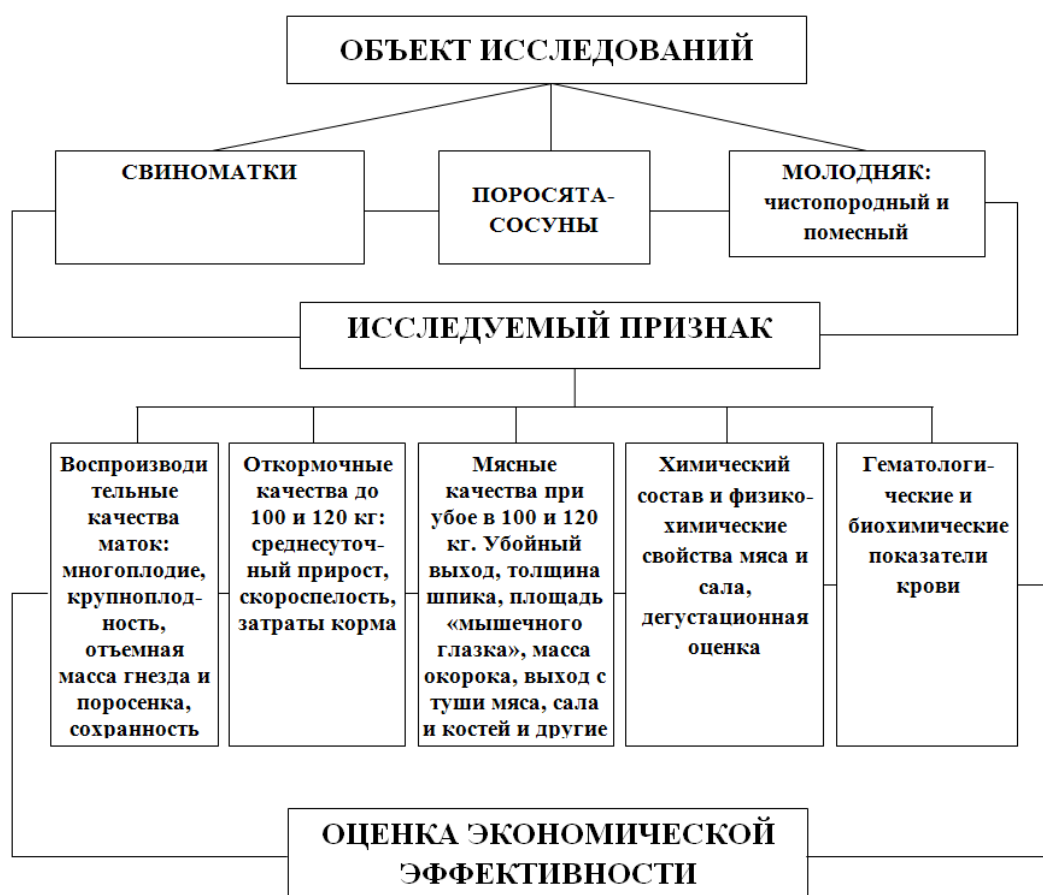 ОБЪЕКТ ИССЛЕДОВАНИЙ
СВИНОМАТКИ
ПОРОСЯТА-
СОСУНЫ
МОЛОДНЯК:
чистопородный и
помесный
ИССЛЕДУЕМЫЙ ПРИЗНАК
Воспроизводи
тельные
качества
маток:
многоплодие,
крупноплод-
ность,
отъемная
масса гнезда и
поросенка,
сохранность
Откормочные
качества до
100 и 120 кг:
среднесуточ-
ный прирост,
скороспелость,
затраты корма
Мясные
качества при
убое в 100 и 120
кг. Убойный
выход, толщина
шпика, площадь
«мышечного
глазка», масса
окорока, выход с
туши мяса, сала
и костей и другие
Химический
состав и физико-
химические
свойства мяса и
сала,
дегустационная
оценка
Гематологи-
ческие и
биохимические
показатели
крови
ОЦЕНКА ЭКОНОМИЧЕСКОЙ
ЭФФЕКТИВНОСТИ